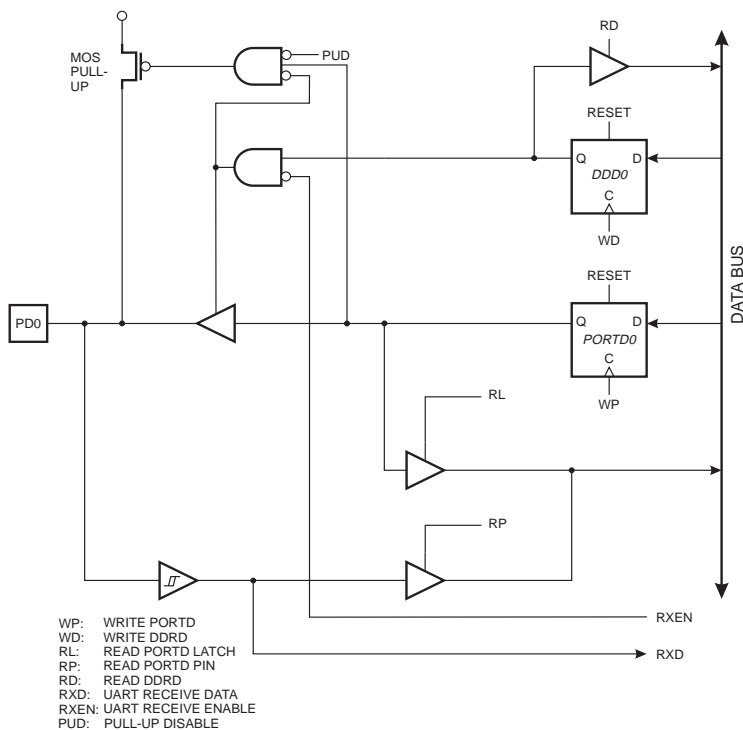 RD
PUD
MOS
PULL-
UP
RESET
Q
D
DDD0
C
WD
RESET
PD0
Q
D
PORTD0
C
WP
DATA BUS
RL
RP
RXEN
RXD
WP: WRITE PORTD
WD: WRITE DDRD
RL: READ PORTD LATCH
RP: READ PORTD PIN
RD: READ DDRD
RXD: UART RECEIVE DATA
RXEN: UART RECEIVE ENABLE
PUD: PULL-UP DISABLE